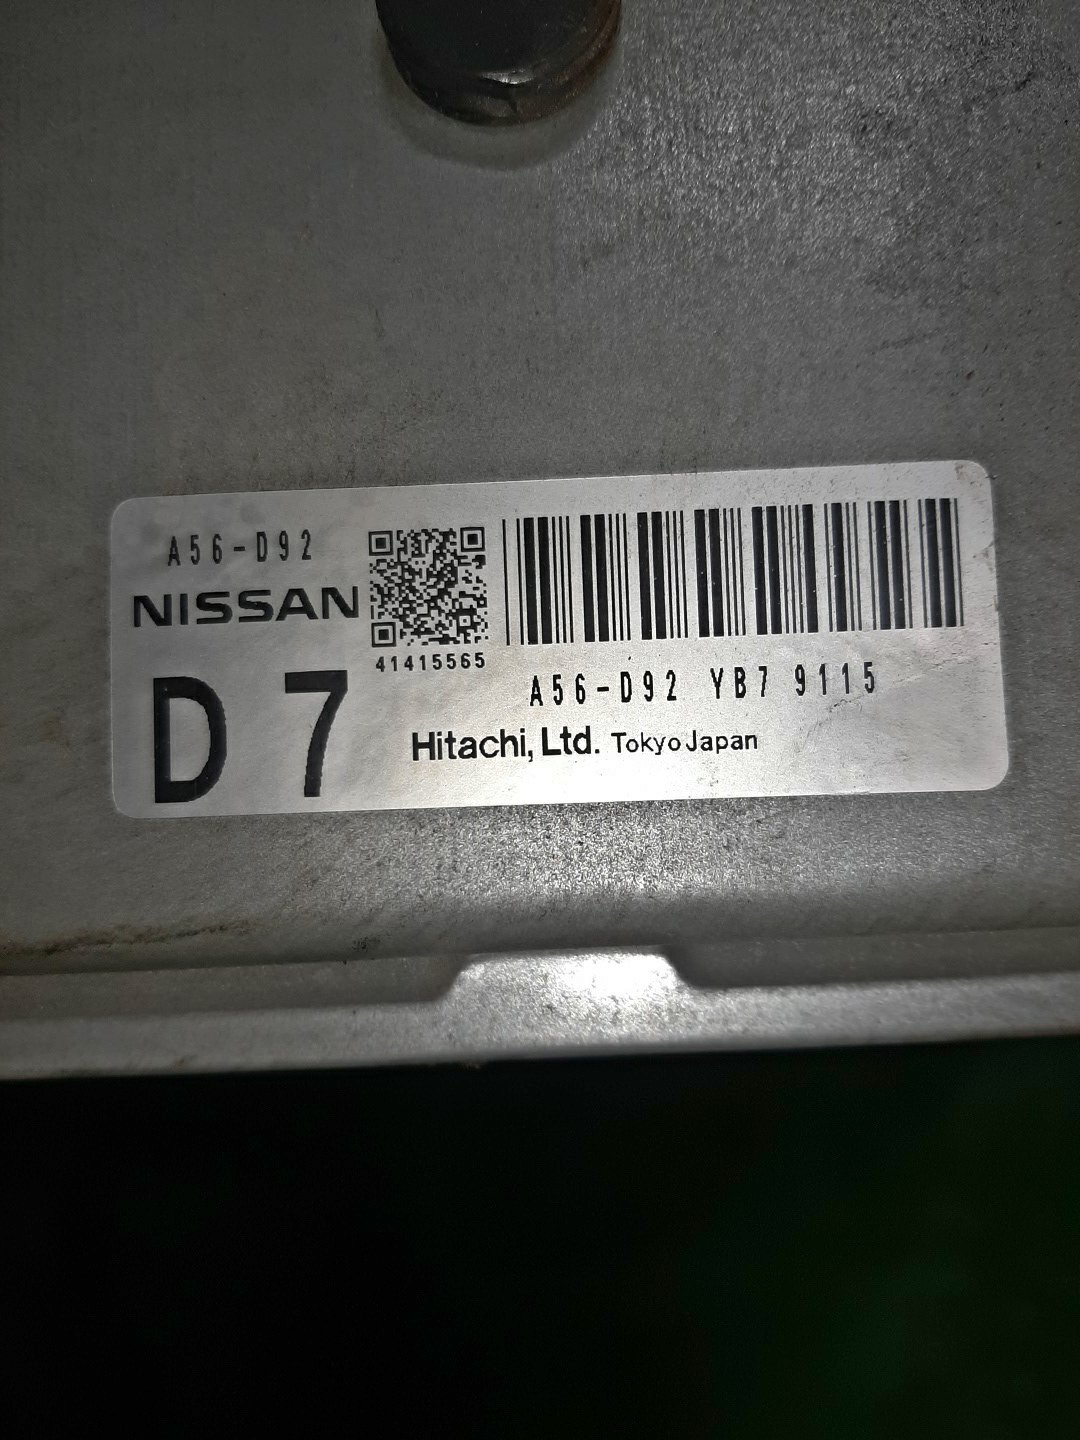 A56-D92
NISSAN
41415565
D 7
A56-D92 YB7 9115
Hitachi, Ltd. Tokyo Japan